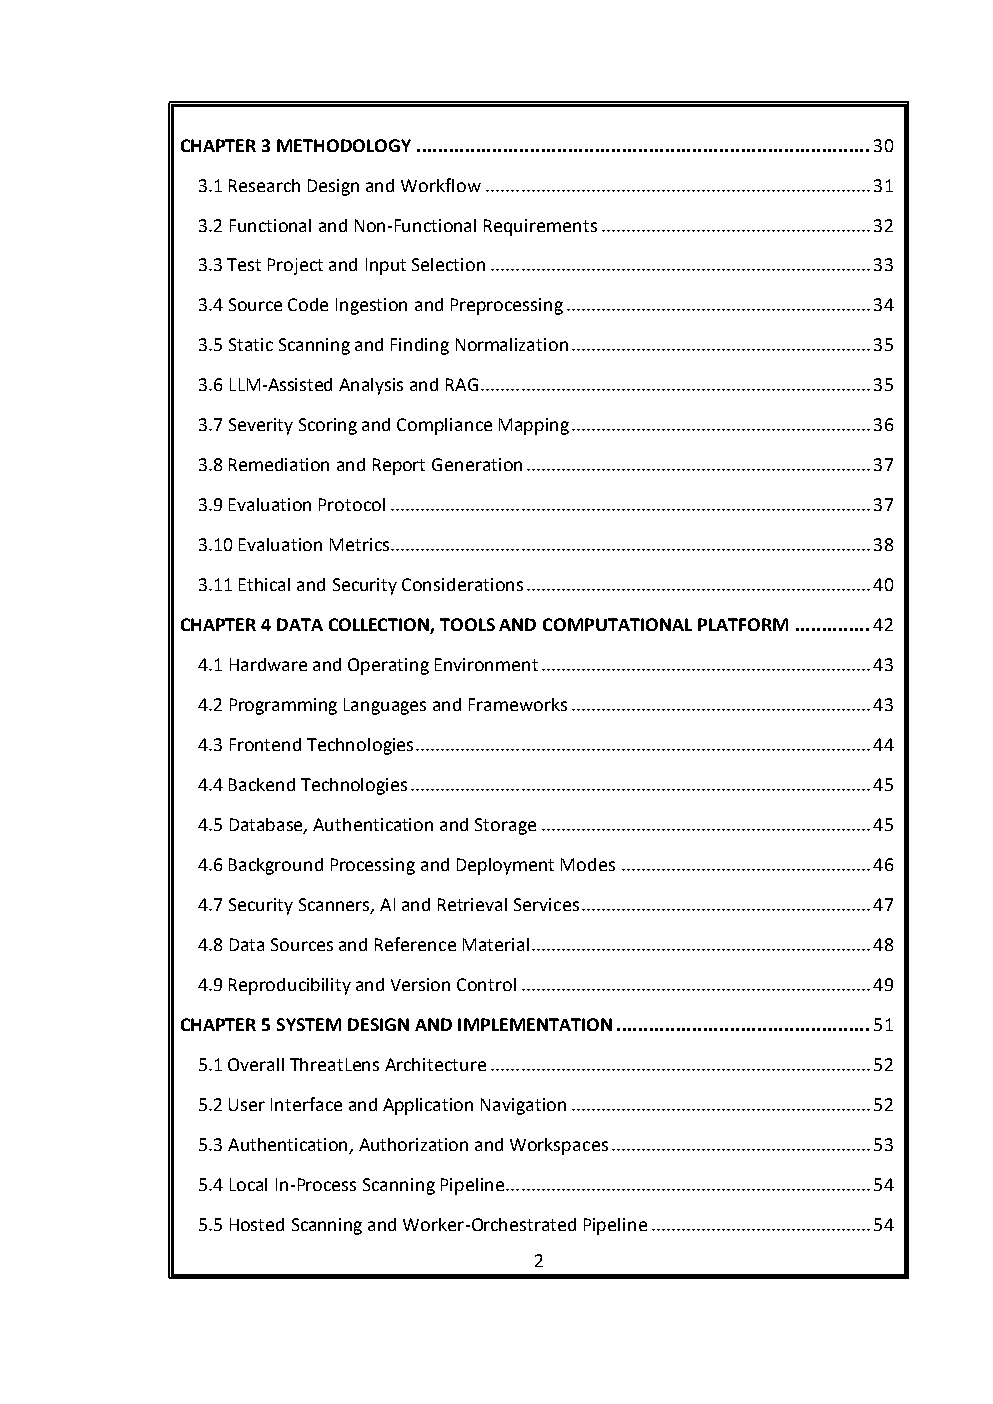 CHAPTER 3 METHODOLOGY ........................................................................................ 30
3.1 Research Design and Workflow ............................................................................. 31
3.2 Functional and Non-Functional Requirements ...................................................... 32
3.3 Test Project and Input Selection ............................................................................ 33
3.4 Source Code Ingestion and Preprocessing ............................................................. 34
3.5 Static Scanning and Finding Normalization ............................................................ 35
3.6 LLM-Assisted Analysis and RAG .............................................................................. 35
3.7 Severity Scoring and Compliance Mapping ............................................................ 36
3.8 Remediation and Report Generation ..................................................................... 37
3.9 Evaluation Protocol ................................................................................................ 37
3.10 Evaluation Metrics ................................................................................................ 38
3.11 Ethical and Security Considerations ..................................................................... 40
CHAPTER 4 DATA COLLECTION, TOOLS AND COMPUTATIONAL PLATFORM .............. 42
4.1 Hardware and Operating Environment .................................................................. 43
4.2 Programming Languages and Frameworks ............................................................ 43
4.3 Frontend Technologies ........................................................................................... 44
4.4 Backend Technologies ............................................................................................ 45
4.5 Database, Authentication and Storage .................................................................. 45
4.6 Background Processing and Deployment Modes .................................................. 46
4.7 Security Scanners, AI and Retrieval Services .......................................................... 47
4.8 Data Sources and Reference Material .................................................................... 48
4.9 Reproducibility and Version Control ...................................................................... 49
CHAPTER 5 SYSTEM DESIGN AND IMPLEMENTATION ............................................... 51
5.1 Overall ThreatLens Architecture ............................................................................ 52
5.2 User Interface and Application Navigation ............................................................ 52
5.3 Authentication, Authorization and Workspaces .................................................... 53
5.4 Local In-Process Scanning Pipeline ......................................................................... 54
5.5 Hosted Scanning and Worker-Orchestrated Pipeline ............................................ 54
2